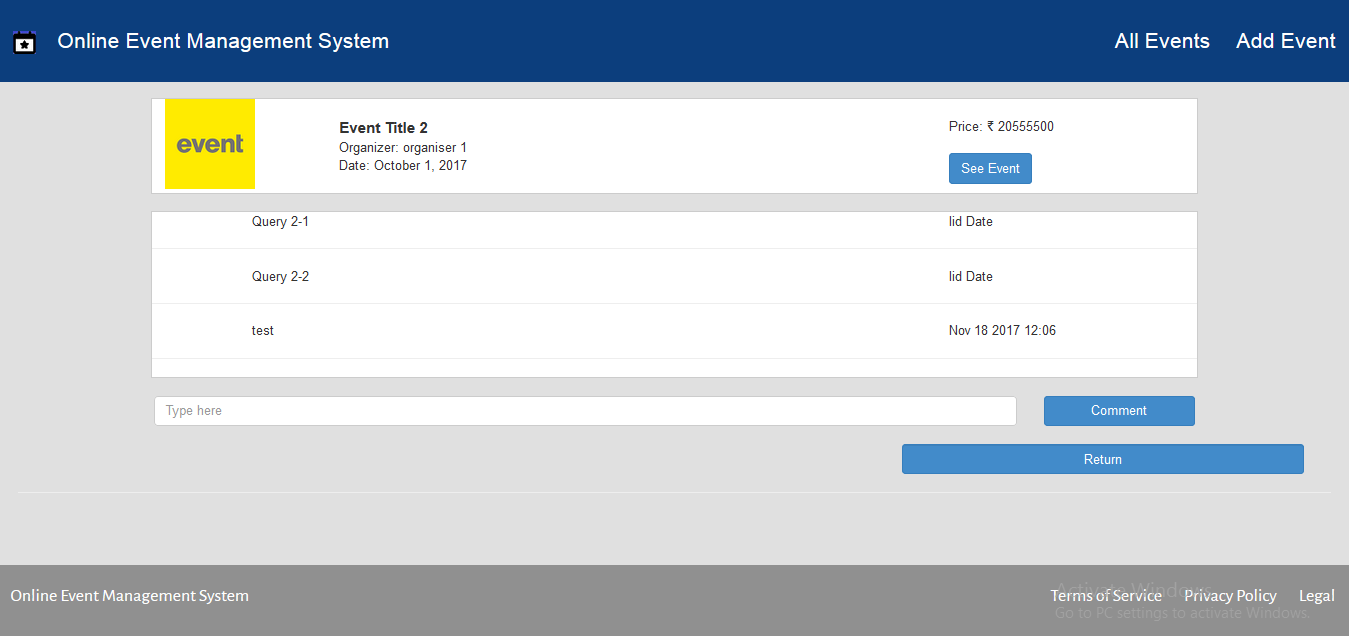 Online Event Management System
All Events
Add Event
event
Event Title 2
Organizer: organiser 1
Date: October 1, 2017
Price: ₹ 20555500
See Event
Query 2-1
lid Date
Query 2-2
lid Date
test
Nov 18 2017 12:06
Type here
Comment
Return
Online Event Management System
Terms of Service
Privacy Policy
Legal
Activate Windows
Go to PC settings to activate Windows.